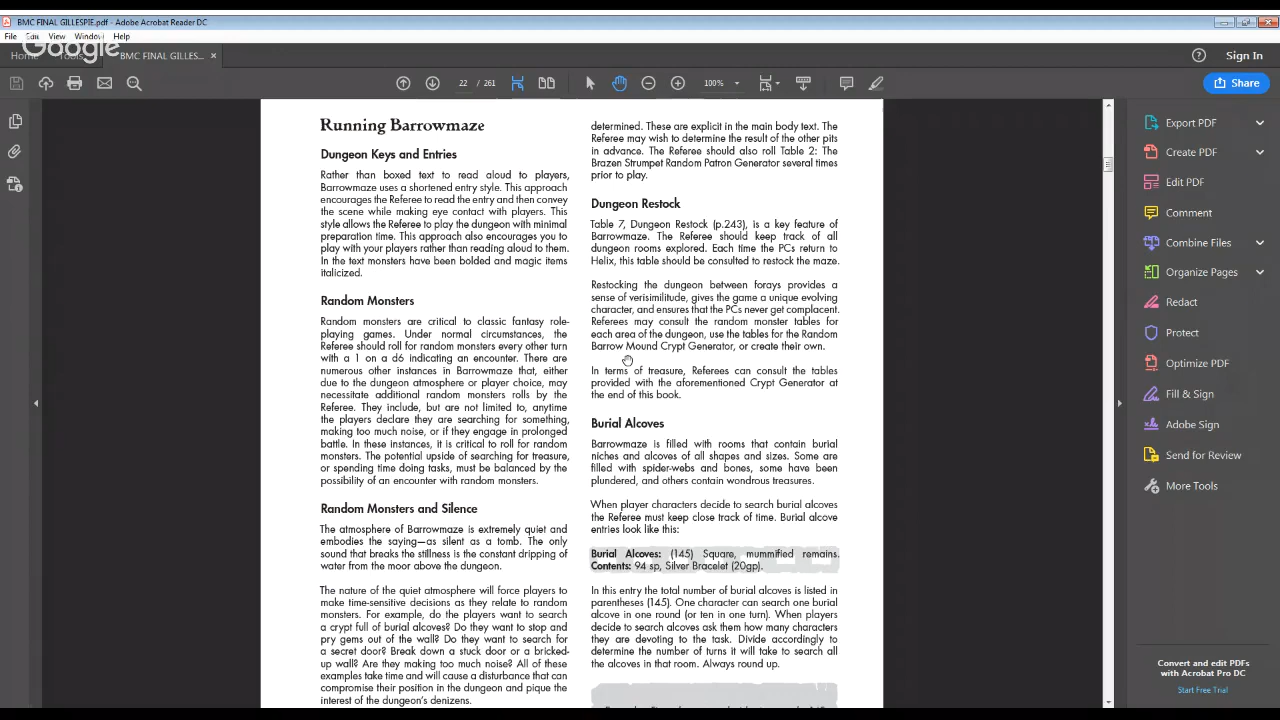 BMC FINAL GILLESPIE.pdf - Adobe Acrobat Reader DC
File Edit View Window Help
Google
Home Tools BMC FINAL GILLES... ×
Sign In
22 / 261
100%
Share
Running Barrowmaze
Dungeon Keys and Entries
Rather than boxed text to read aloud to players,
Barrowmaze uses a shortened entry style. This approach
encourages the Referee to read the entry and then convey
the scene while making eye contact with players. This
style allows the Referee to play the dungeon with minimal
preparation time. This approach also encourages you to
play with your players rather than reading aloud to them.
In the text monsters have been bolded and magic items
italicized.
Random Monsters
Random monsters are critical to classic fantasy role-
playing games. Under normal circumstances, the
Referee should roll for random monsters every other turn
with a 1 on a d6 indicating an encounter. There are
numerous other instances in Barrowmaze that, either
due to the dungeon atmosphere or player choice, may
necessitate additional random monsters rolls by the
Referee. They include, but are not limited to, anytime
the players declare they are searching for something,
making too much noise, or if they engage in prolonged
battle. In these instances, it is critical to roll for random
monsters. The potential upside of searching for treasure,
or spending time doing tasks, must be balanced by the
possibility of an encounter with random monsters.
Random Monsters and Silence
The atmosphere of Barrowmaze is extremely quiet and
embodies the saying—as silent as a tomb. The only
sound that breaks the stillness is the constant dripping of
water from the moor above the dungeon.
The nature of the quiet atmosphere will force players to
make time-sensitive decisions as they relate to random
monsters. For example, do the players want to search
a crypt full of burial alcoves? Do they want to stop and
pry gems out of the wall? Do they want to search for
a secret door? Break down a stuck door or a bricked-
up wall? Are they making too much noise? All of these
examples take time and will cause a disturbance that can
compromise their position in the dungeon and pique the
interest of the dungeon's denizens.
determined. These are explicit in the main body text. The
Referee may wish to determine the result of the other pits
in advance. The Referee should also roll Table 2: The
Brazen Strumpet Random Patron Generator several times
prior to play.
Dungeon Restock
Table 7, Dungeon Restock (p.243), is a key feature of
Barrowmaze. The Referee should keep track of all
dungeon rooms explored. Each time the PCs return to
Helix, this table should be consulted to restock the maze.
Restocking the dungeon between forays provides a
sense of verisimilitude, gives the game a unique evolving
character, and ensures that the PCs never get complacent.
Referees may consult the random monster tables for
each area of the dungeon, use the tables for the Random
Barrow Mound Crypt Generator, or create their own.
In terms of treasure, Referees can consult the tables
provided with the aforementioned Crypt Generator at
the end of this book.
Burial Alcoves
Barrowmaze is filled with rooms that contain burial
niches and alcoves of all shapes and sizes. Some are
filled with spider-webs and bones, some have been
plundered, and others contain wondrous treasures.
When player characters decide to search burial alcoves
the Referee must keep close track of time. Burial alcove
entries look like this:
Burial Alcoves: (145) Square, mummified remains.
Contents: 94 sp, Silver Bracelet (20gp).
In this entry the total number of burial alcoves is listed in
parentheses (145). One character can search one burial
alcove in one round (or ten in one turn). When players
decide to search alcoves ask them how many characters
they are devoting to the task. Divide accordingly to
determine the number of turns it will take to search all
the alcoves in that room. Always round up.
Export PDF
Create PDF
Edit PDF
Comment
Combine Files
Organize Pages
Redact
Protect
Optimize PDF
Fill & Sign
Adobe Sign
Send for Review
More Tools
Convert and edit PDFs
with Acrobat Pro DC
Start Free Trial